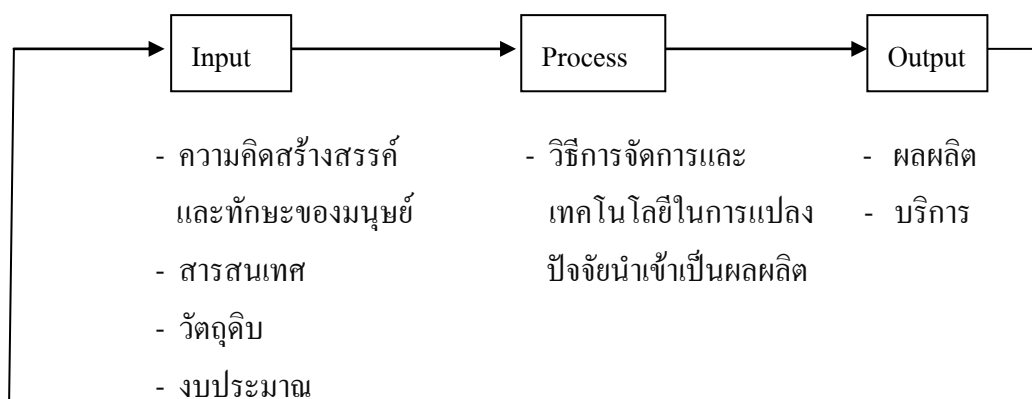 Input Process Output
- ความคิดสร้างสรรค์ - วิธีการจัดการและ - ผลผลิต
และทักษะของมนุษย์ เทคโนโลยีในการแปลง - บริการ
- สารสนเทศ ปัจจัยนำเข้าเป็นผลผลิต
- วัตถุดิบ
- งบประมาณ